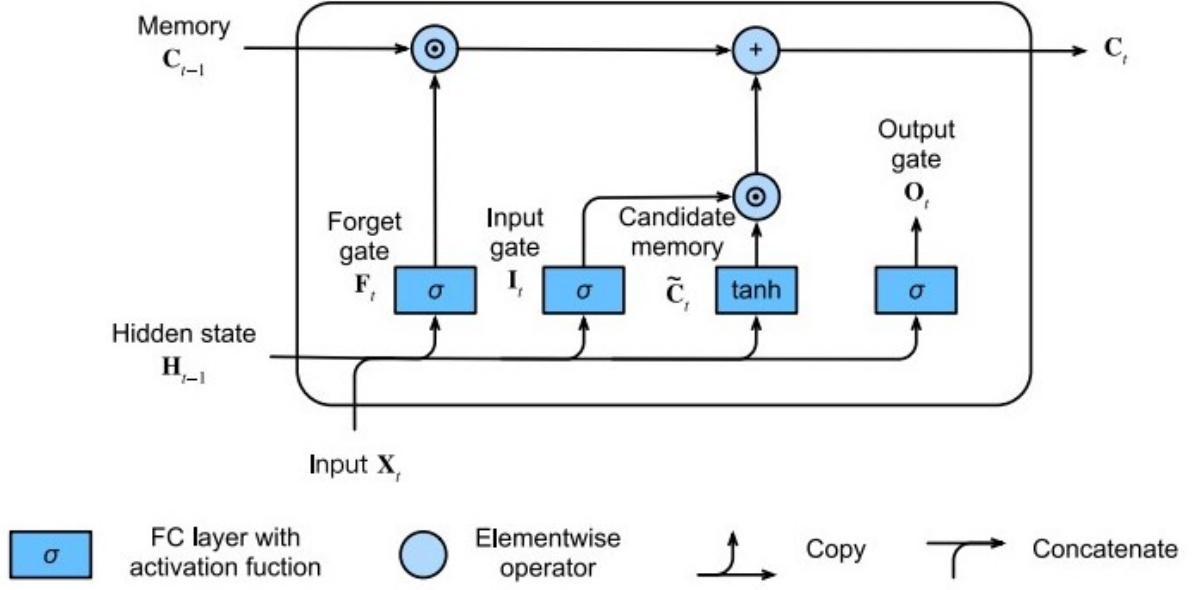 Memory
C_{t-1}
⊙
+
C_t
Output
gate
O_t
⊙
Forget
gate
F_t
Input
gate
I_t
Candidate
memory
C̃_t
σ
σ
tanh
σ
Hidden state
H_{t-1}
Input X_t
σ
FC layer with
activation fuction
Elementwise
operator
Copy
Concatenate